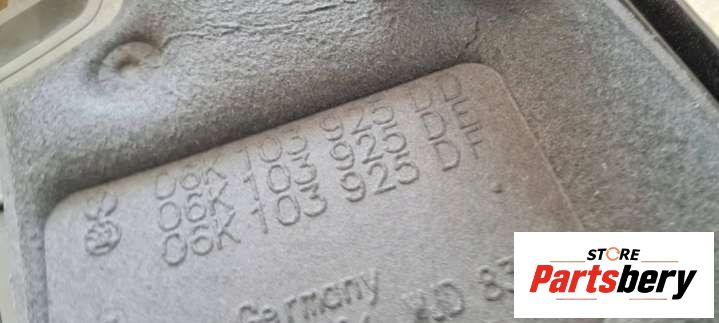 06K 103 925 DD
06K 103 925 DE
06K 103 925 DF
Germany
STORE
Partsbery